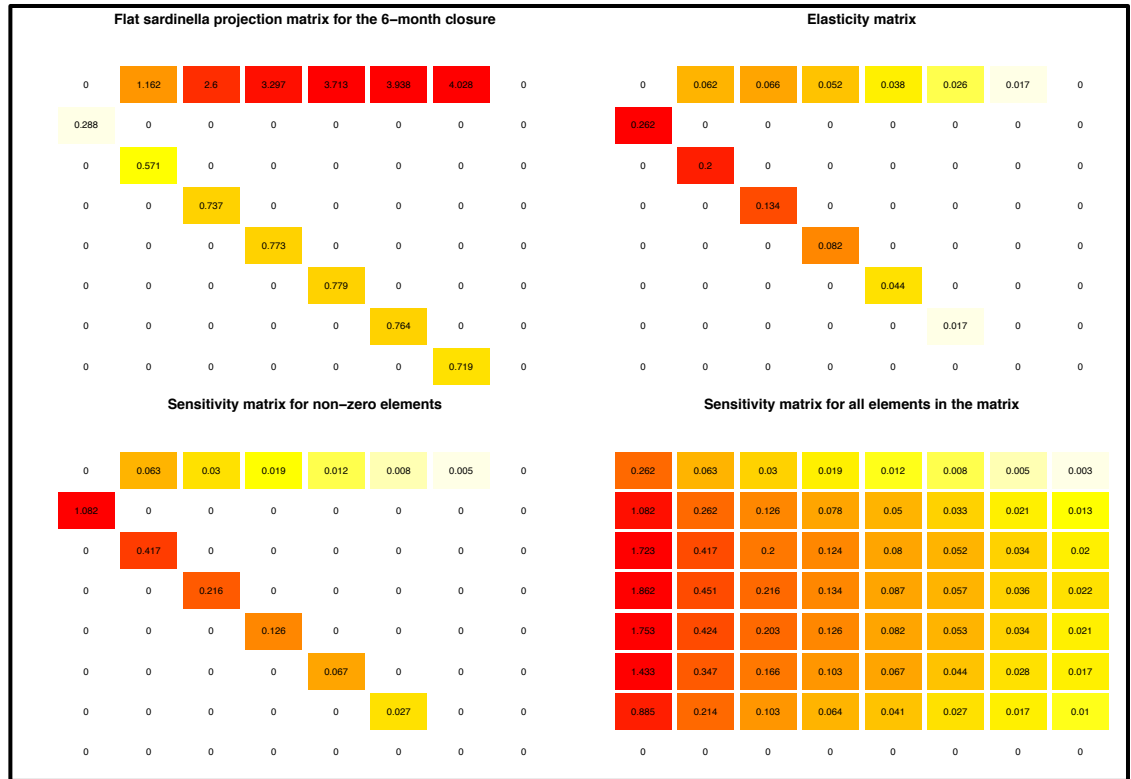 Flat sardinella projection matrix for the 6−month closure
0 1.162 2.6 3.297 3.713 3.938 4.028 0
0.288 0 0 0 0 0 0 0
0 0.571 0 0 0 0 0 0
0 0 0.737 0 0 0 0 0
0 0 0 0.773 0 0 0 0
0 0 0 0 0.779 0 0 0
0 0 0 0 0 0.764 0 0
0 0 0 0 0 0 0.719 0
Elasticity matrix
0 0.062 0.066 0.052 0.038 0.026 0.017 0
0.262 0 0 0 0 0 0 0
0 0.2 0 0 0 0 0 0
0 0 0.134 0 0 0 0 0
0 0 0 0.082 0 0 0 0
0 0 0 0 0.044 0 0 0
0 0 0 0 0 0.017 0 0
0 0 0 0 0 0 0 0
Sensitivity matrix for non−zero elements
0 0.063 0.03 0.019 0.012 0.008 0.005 0
1.082 0 0 0 0 0 0 0
0 0.417 0 0 0 0 0 0
0 0 0.216 0 0 0 0 0
0 0 0 0.126 0 0 0 0
0 0 0 0 0.067 0 0 0
0 0 0 0 0 0.027 0 0
0 0 0 0 0 0 0 0
Sensitivity matrix for all elements in the matrix
0.262 0.063 0.03 0.019 0.012 0.008 0.005 0.003
1.082 0.262 0.126 0.078 0.05 0.033 0.021 0.013
1.723 0.417 0.2 0.124 0.08 0.052 0.034 0.02
1.862 0.451 0.216 0.134 0.087 0.057 0.036 0.022
1.753 0.424 0.203 0.126 0.082 0.053 0.034 0.021
1.433 0.347 0.166 0.103 0.067 0.044 0.028 0.017
0.885 0.214 0.103 0.064 0.041 0.027 0.017 0.01
0 0 0 0 0 0 0 0